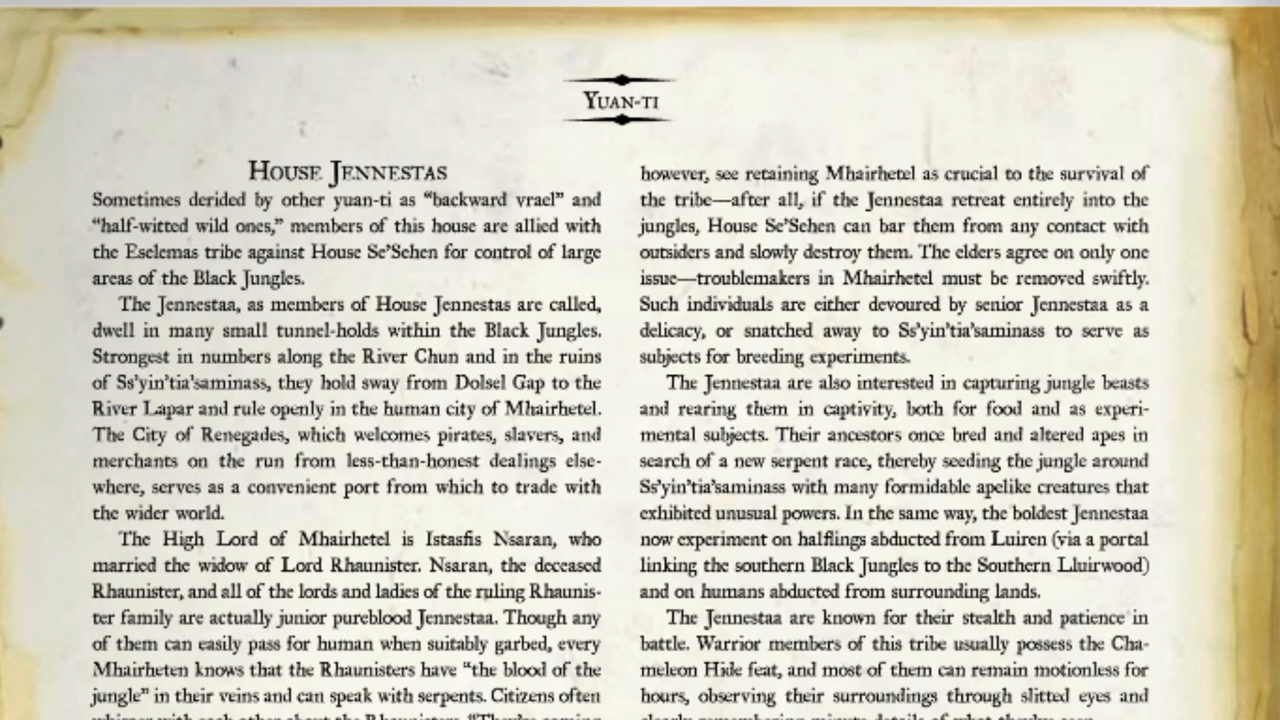 Yuan-ti
House Jennestas
Sometimes derided by other yuan-ti as “backward vrael” and
“half-witted wild ones,” members of this house are allied with
the Eselemas tribe against House Se’Sehen for control of large
areas of the Black Jungles.
The Jennestaa, as members of House Jennestas are called,
dwell in many small tunnel-holds within the Black Jungles.
Strongest in numbers along the River Chun and in the ruins
of Ss’yin’tia’saminass, they hold sway from Dolsel Gap to the
River Lapar and rule openly in the human city of Mhairhetel.
The City of Renegades, which welcomes pirates, slavers, and
merchants on the run from less-than-honest dealings else-
where, serves as a convenient port from which to trade with
the wider world.
The High Lord of Mhairhetel is Istasfis Nsaran, who
married the widow of Lord Rhaunister. Nsaran, the deceased
Rhaunister, and all of the lords and ladies of the ruling Rhaunis-
ter family are actually junior pureblood Jennestaa. Though any
of them can easily pass for human when suitably garbed, every
Mhairheten knows that the Rhaunisters have “the blood of the
jungle” in their veins and can speak with serpents. Citizens often
whisper with each other about the Rhaunisters. “They’re coming
however, see retaining Mhairhetel as crucial to the survival of
the tribe—after all, if the Jennestaa retreat entirely into the
jungles, House Se’Sehen can bar them from any contact with
outsiders and slowly destroy them. The elders agree on only one
issue—troublemakers in Mhairhetel must be removed swiftly.
Such individuals are either devoured by senior Jennestaa as a
delicacy, or snatched away to Ss’yin’tia’saminass to serve as
subjects for breeding experiments.
The Jennestaa are also interested in capturing jungle beasts
and rearing them in captivity, both for food and as experi-
mental subjects. Their ancestors once bred and altered apes in
search of a new serpent race, thereby seeding the jungle around
Ss’yin’tia’saminass with many formidable apelike creatures that
exhibited unusual powers. In the same way, the boldest Jennestaa
now experiment on halflings abducted from Luiren (via a portal
linking the southern Black Jungles to the Southern Lluirwood)
and on humans abducted from surrounding lands.
The Jennestaa are known for their stealth and patience in
battle. Warrior members of this tribe usually possess the Cha-
meleon Hide feat, and most of them can remain motionless for
hours, observing their surroundings through slitted eyes and
clearly remembering minute details of what they’ve seen.